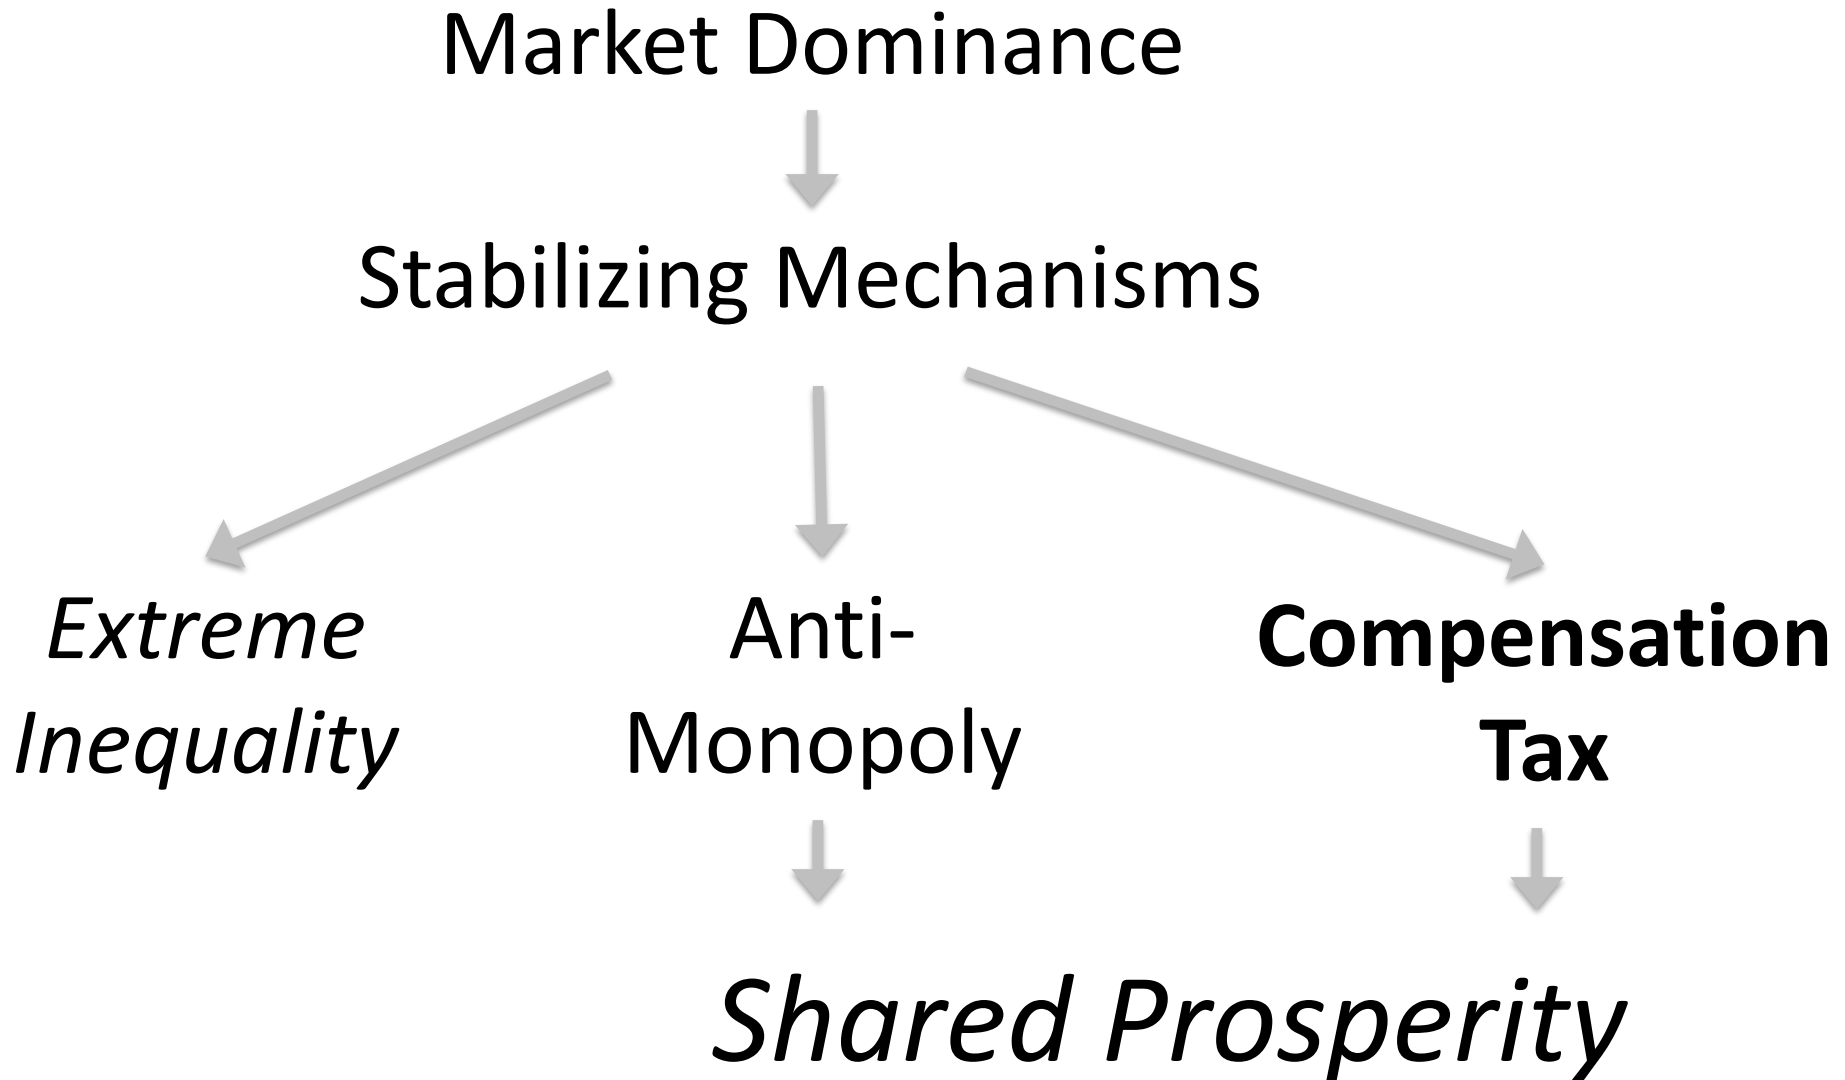 Market Dominance
Stabilizing Mechanisms
Extreme
Inequality
Anti-
Monopoly
Compensation
Tax
Shared Prosperity